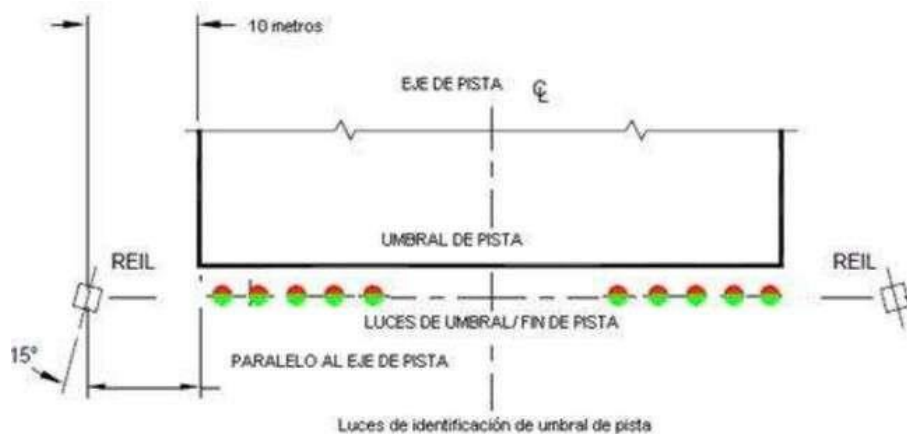 10 metros
EJE DE PISTA ℄
UMBRAL DE PISTA
REIL
REIL
LUCES DE UMBRAL/ FIN DE PISTA
15º
PARALELO AL EJE DE PISTA
Luces de identificación de umbral de pista